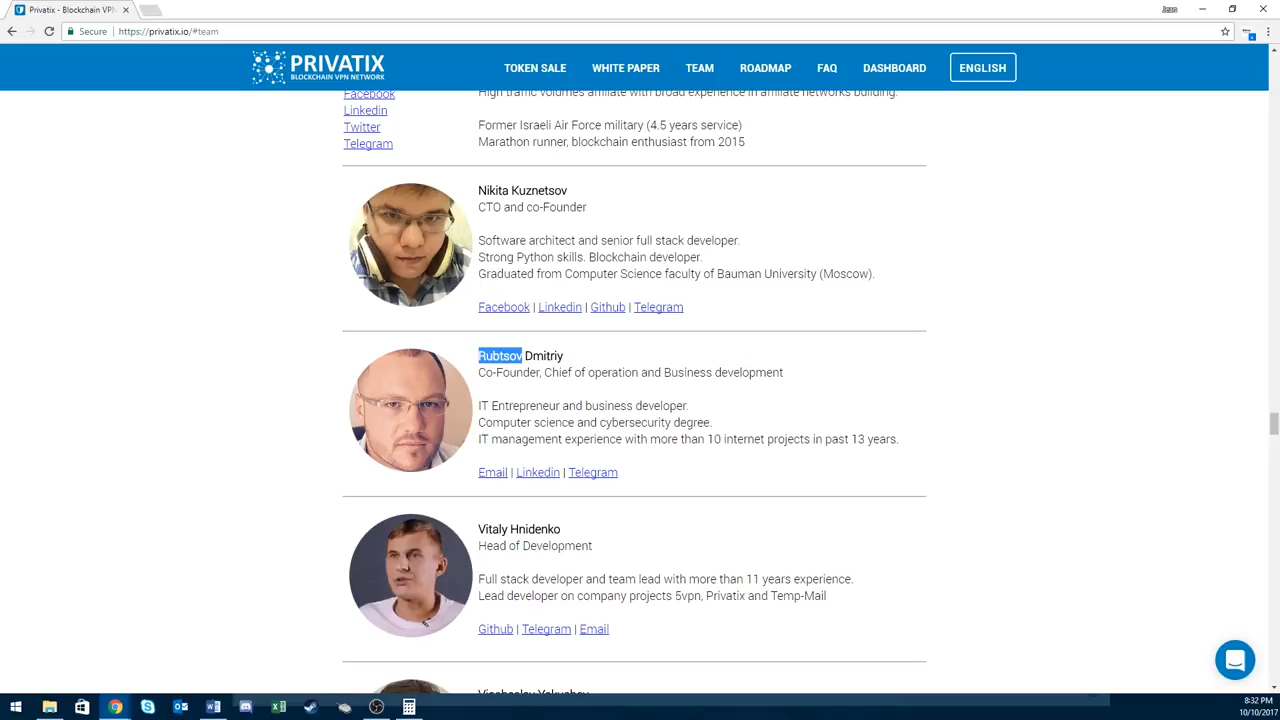 Privatix - Blockchain VPN
Secure
https://privatix.io/#team
PRIVATIX
BLOCKCHAIN VPN NETWORK
TOKEN SALE
WHITE PAPER
TEAM
ROADMAP
FAQ
DASHBOARD
ENGLISH
Facebook
High traffic volumes affiliate with broad experience in affiliate networks building.
Linkedin
Twitter
Former Israeli Air Force military (4.5 years service)
Telegram
Marathon runner, blockchain enthusiast from 2015
Nikita Kuznetsov
CTO and co-Founder
Software architect and senior full stack developer.
Strong Python skills. Blockchain developer.
Graduated from Computer Science faculty of Bauman University (Moscow).
Facebook | Linkedin | Github | Telegram
Rubtsov Dmitriy
Co-Founder, Chief of operation and Business development
IT Entrepreneur and business developer.
Computer science and cybersecurity degree.
IT management experience with more than 10 internet projects in past 13 years.
Email | Linkedin | Telegram
Vitaly Hnidenko
Head of Development
Full stack developer and team lead with more than 11 years experience.
Lead developer on company projects 5vpn, Privatix and Temp-Mail
Github | Telegram | Email
8:32 PM
10/10/2017